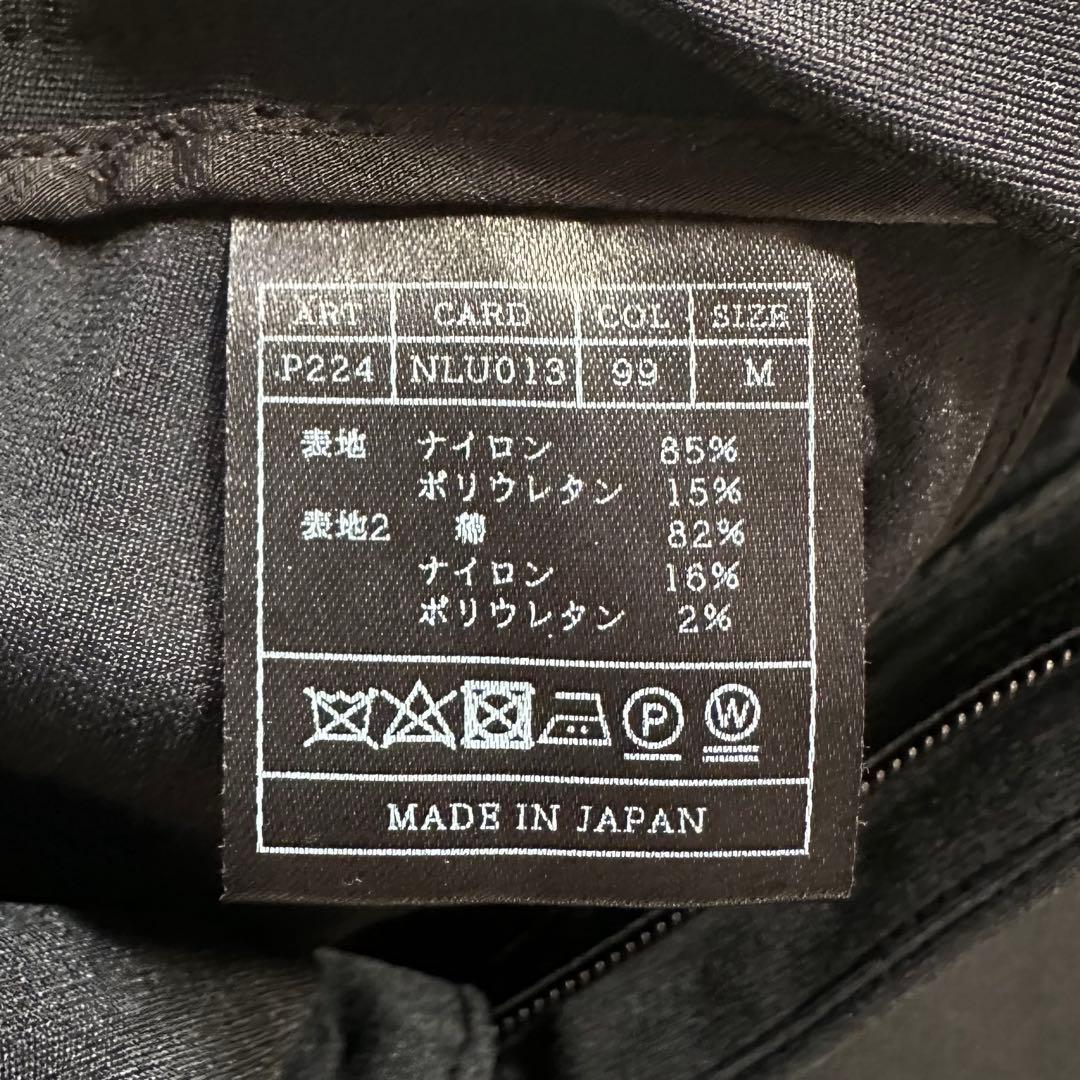 ART CARD COL SIZE
P224 NLU013 99 M
表地 ナイロン 85%
ポリウレタン 15%
表地2 綿 82%
ナイロン 16%
ポリウレタン 2%
P W
MADE IN JAPAN